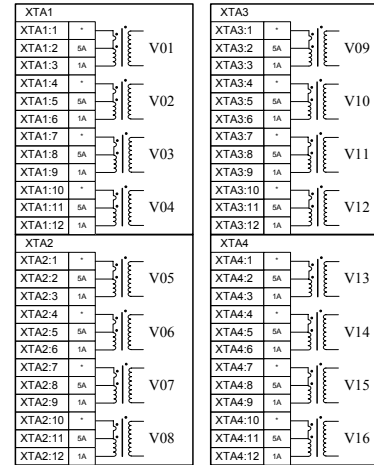 XTA1
XTA1:1 *
XTA1:2 5A V01
XTA1:3 1A
XTA1:4 *
XTA1:5 5A V02
XTA1:6 1A
XTA1:7 *
XTA1:8 5A V03
XTA1:9 1A
XTA1:10 *
XTA1:11 5A V04
XTA1:12 1A
XTA2
XTA2:1 *
XTA2:2 5A V05
XTA2:3 1A
XTA2:4 *
XTA2:5 5A V06
XTA2:6 1A
XTA2:7 *
XTA2:8 5A V07
XTA2:9 1A
XTA2:10 *
XTA2:11 5A V08
XTA2:12 1A
XTA3
XTA3:1 *
XTA3:2 5A V09
XTA3:3 1A
XTA3:4 *
XTA3:5 5A V10
XTA3:6 1A
XTA3:7 *
XTA3:8 5A V11
XTA3:9 1A
XTA3:10 *
XTA3:11 5A V12
XTA3:12 1A
XTA4
XTA4:1 *
XTA4:2 5A V13
XTA4:3 1A
XTA4:4 *
XTA4:5 5A V14
XTA4:6 1A
XTA4:7 *
XTA4:8 5A V15
XTA4:9 1A
XTA4:10 *
XTA4:11 5A V16
XTA4:12 1A